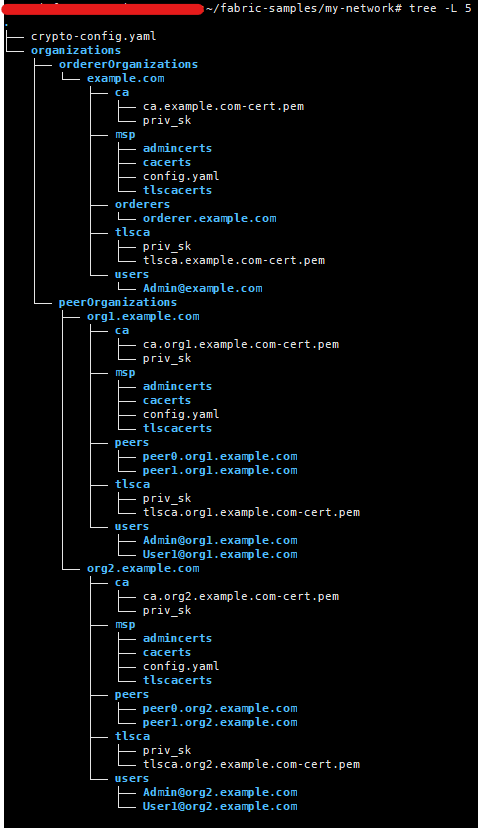 :~/fabric-samples/my-network# tree -L 5
.
├── crypto-config.yaml
└── organizations
    ├── ordererOrganizations
    │   └── example.com
    │       ├── ca
    │       │   ├── ca.example.com-cert.pem
    │       │   └── priv_sk
    │       ├── msp
    │       │   ├── admincerts
    │       │   ├── cacerts
    │       │   ├── config.yaml
    │       │   └── tlscacerts
    │       ├── orderers
    │       │   └── orderer.example.com
    │       ├── tlsca
    │       │   ├── priv_sk
    │       │   └── tlsca.example.com-cert.pem
    │       └── users
    │           └── Admin@example.com
    └── peerOrganizations
        ├── org1.example.com
        │   ├── ca
        │   │   ├── ca.org1.example.com-cert.pem
        │   │   └── priv_sk
        │   ├── msp
        │   │   ├── admincerts
        │   │   ├── cacerts
        │   │   ├── config.yaml
        │   │   └── tlscacerts
        │   ├── peers
        │   │   ├── peer0.org1.example.com
        │   │   └── peer1.org1.example.com
        │   ├── tlsca
        │   │   ├── priv_sk
        │   │   └── tlsca.org1.example.com-cert.pem
        │   └── users
        │       ├── Admin@org1.example.com
        │       └── User1@org1.example.com
        └── org2.example.com
            ├── ca
            │   ├── ca.org2.example.com-cert.pem
            │   └── priv_sk
            ├── msp
            │   ├── admincerts
            │   ├── cacerts
            │   ├── config.yaml
            │   └── tlscacerts
            ├── peers
            │   ├── peer0.org2.example.com
            │   └── peer1.org2.example.com
            ├── tlsca
            │   ├── priv_sk
            │   └── tlsca.org2.example.com-cert.pem
            └── users
                ├── Admin@org2.example.com
                └── User1@org2.example.com